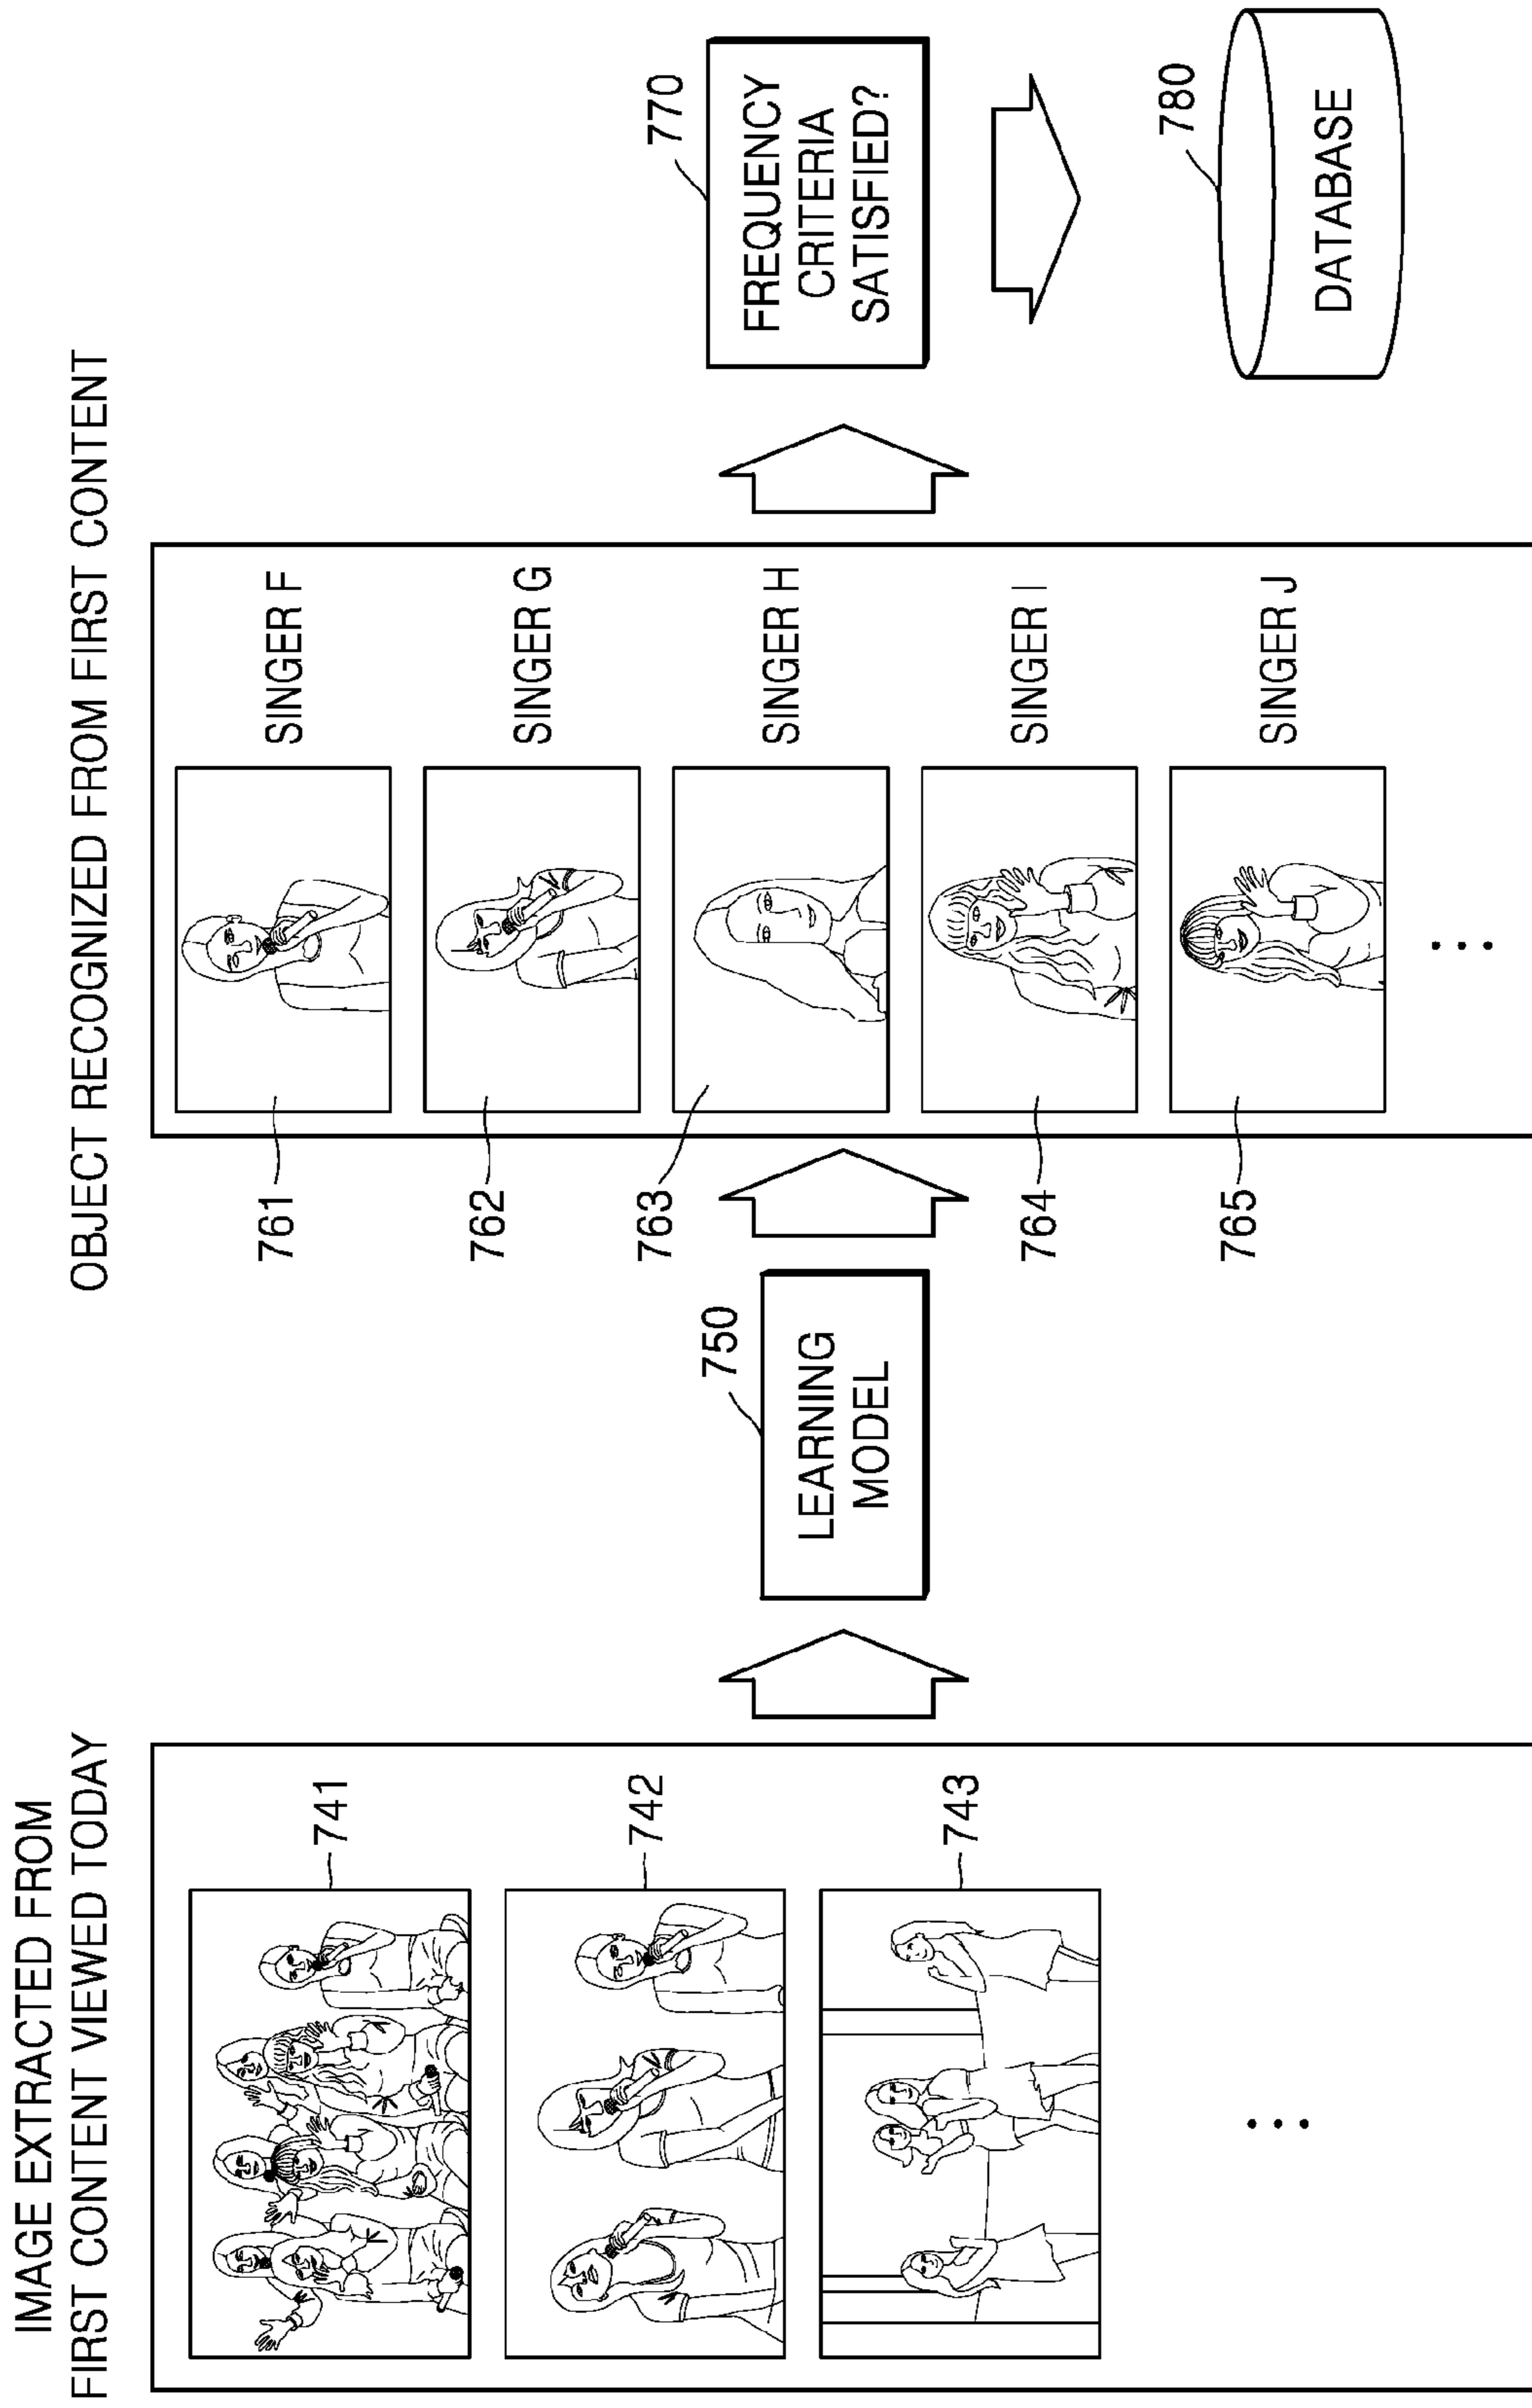 IMAGE EXTRACTED FROM
FIRST CONTENT VIEWED TODAY
741
742
743
...
750
LEARNING
MODEL
OBJECT RECOGNIZED FROM FIRST CONTENT
761
SINGER F
762
SINGER G
763
SINGER H
764
SINGER I
765
SINGER J
...
770
FREQUENCY
CRITERIA
SATISFIED?
780
DATABASE